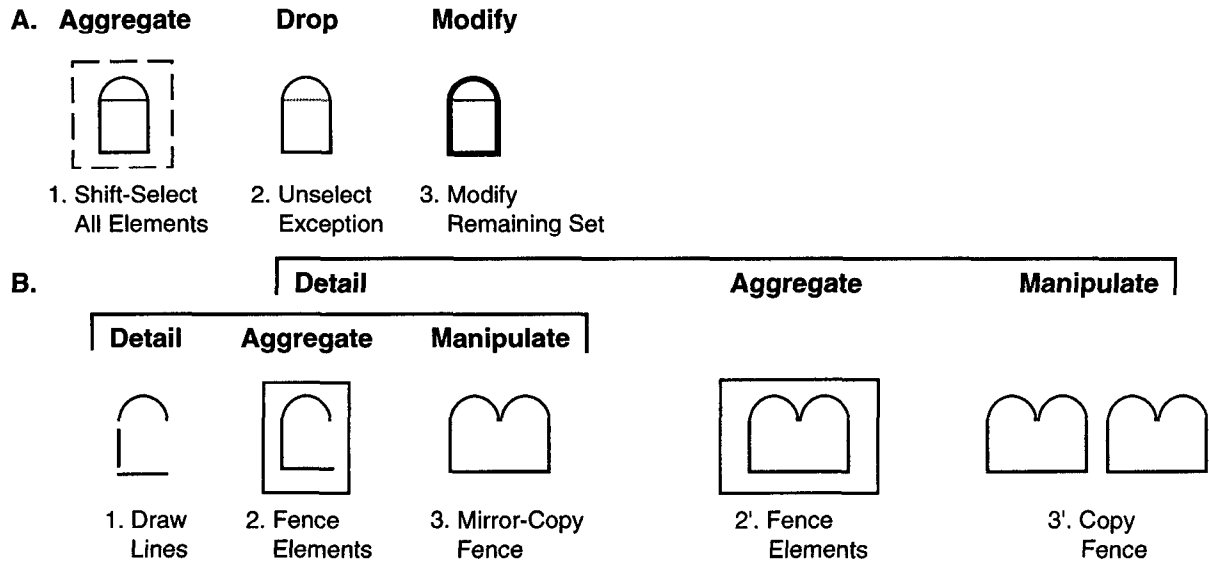 A. Aggregate Drop Modify
1. Shift-Select 2. Unselect 3. Modify
All Elements Exception Remaining Set
B. Detail Aggregate Manipulate
Detail Aggregate Manipulate
1. Draw 2. Fence 3. Mirror-Copy 2'. Fence 3'. Copy
Lines Elements Fence Elements Fence